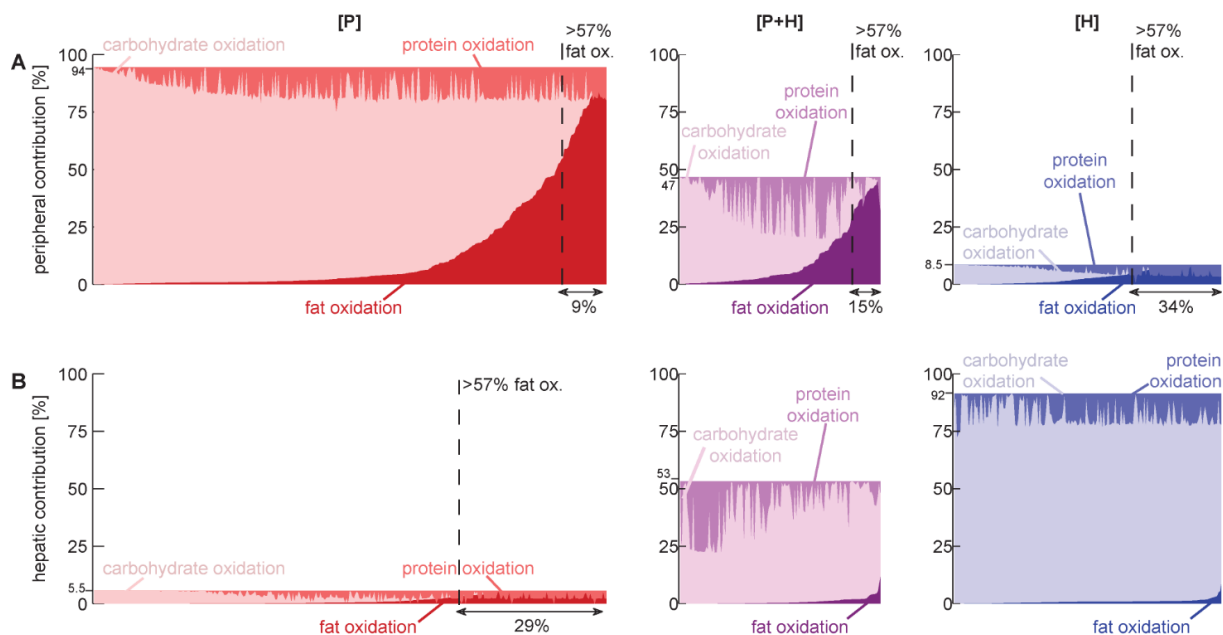 [P]
[P+H]
[H]
A
peripheral contribution [%]
100
94
75
50
25
0
carbohydrate oxidation
protein oxidation
>57%
fat ox.
fat oxidation
9%
100
75
50
47
25
0
protein
oxidation
carbohydrate
oxidation
>57%
fat ox.
fat oxidation
15%
100
75
50
25
8.5
0
protein
oxidation
carbohydrate
oxidation
>57%
fat ox.
fat oxidation
34%
B
hepatic contribution [%]
100
75
50
25
5.5
0
carbohydrate oxidation
protein oxidation
>57% fat ox.
fat oxidation
29%
100
75
53
50
25
0
protein
oxidation
carbohydrate
oxidation
fat oxidation
100
92
75
50
25
0
carbohydrate
oxidation
protein
oxidation
fat oxidation